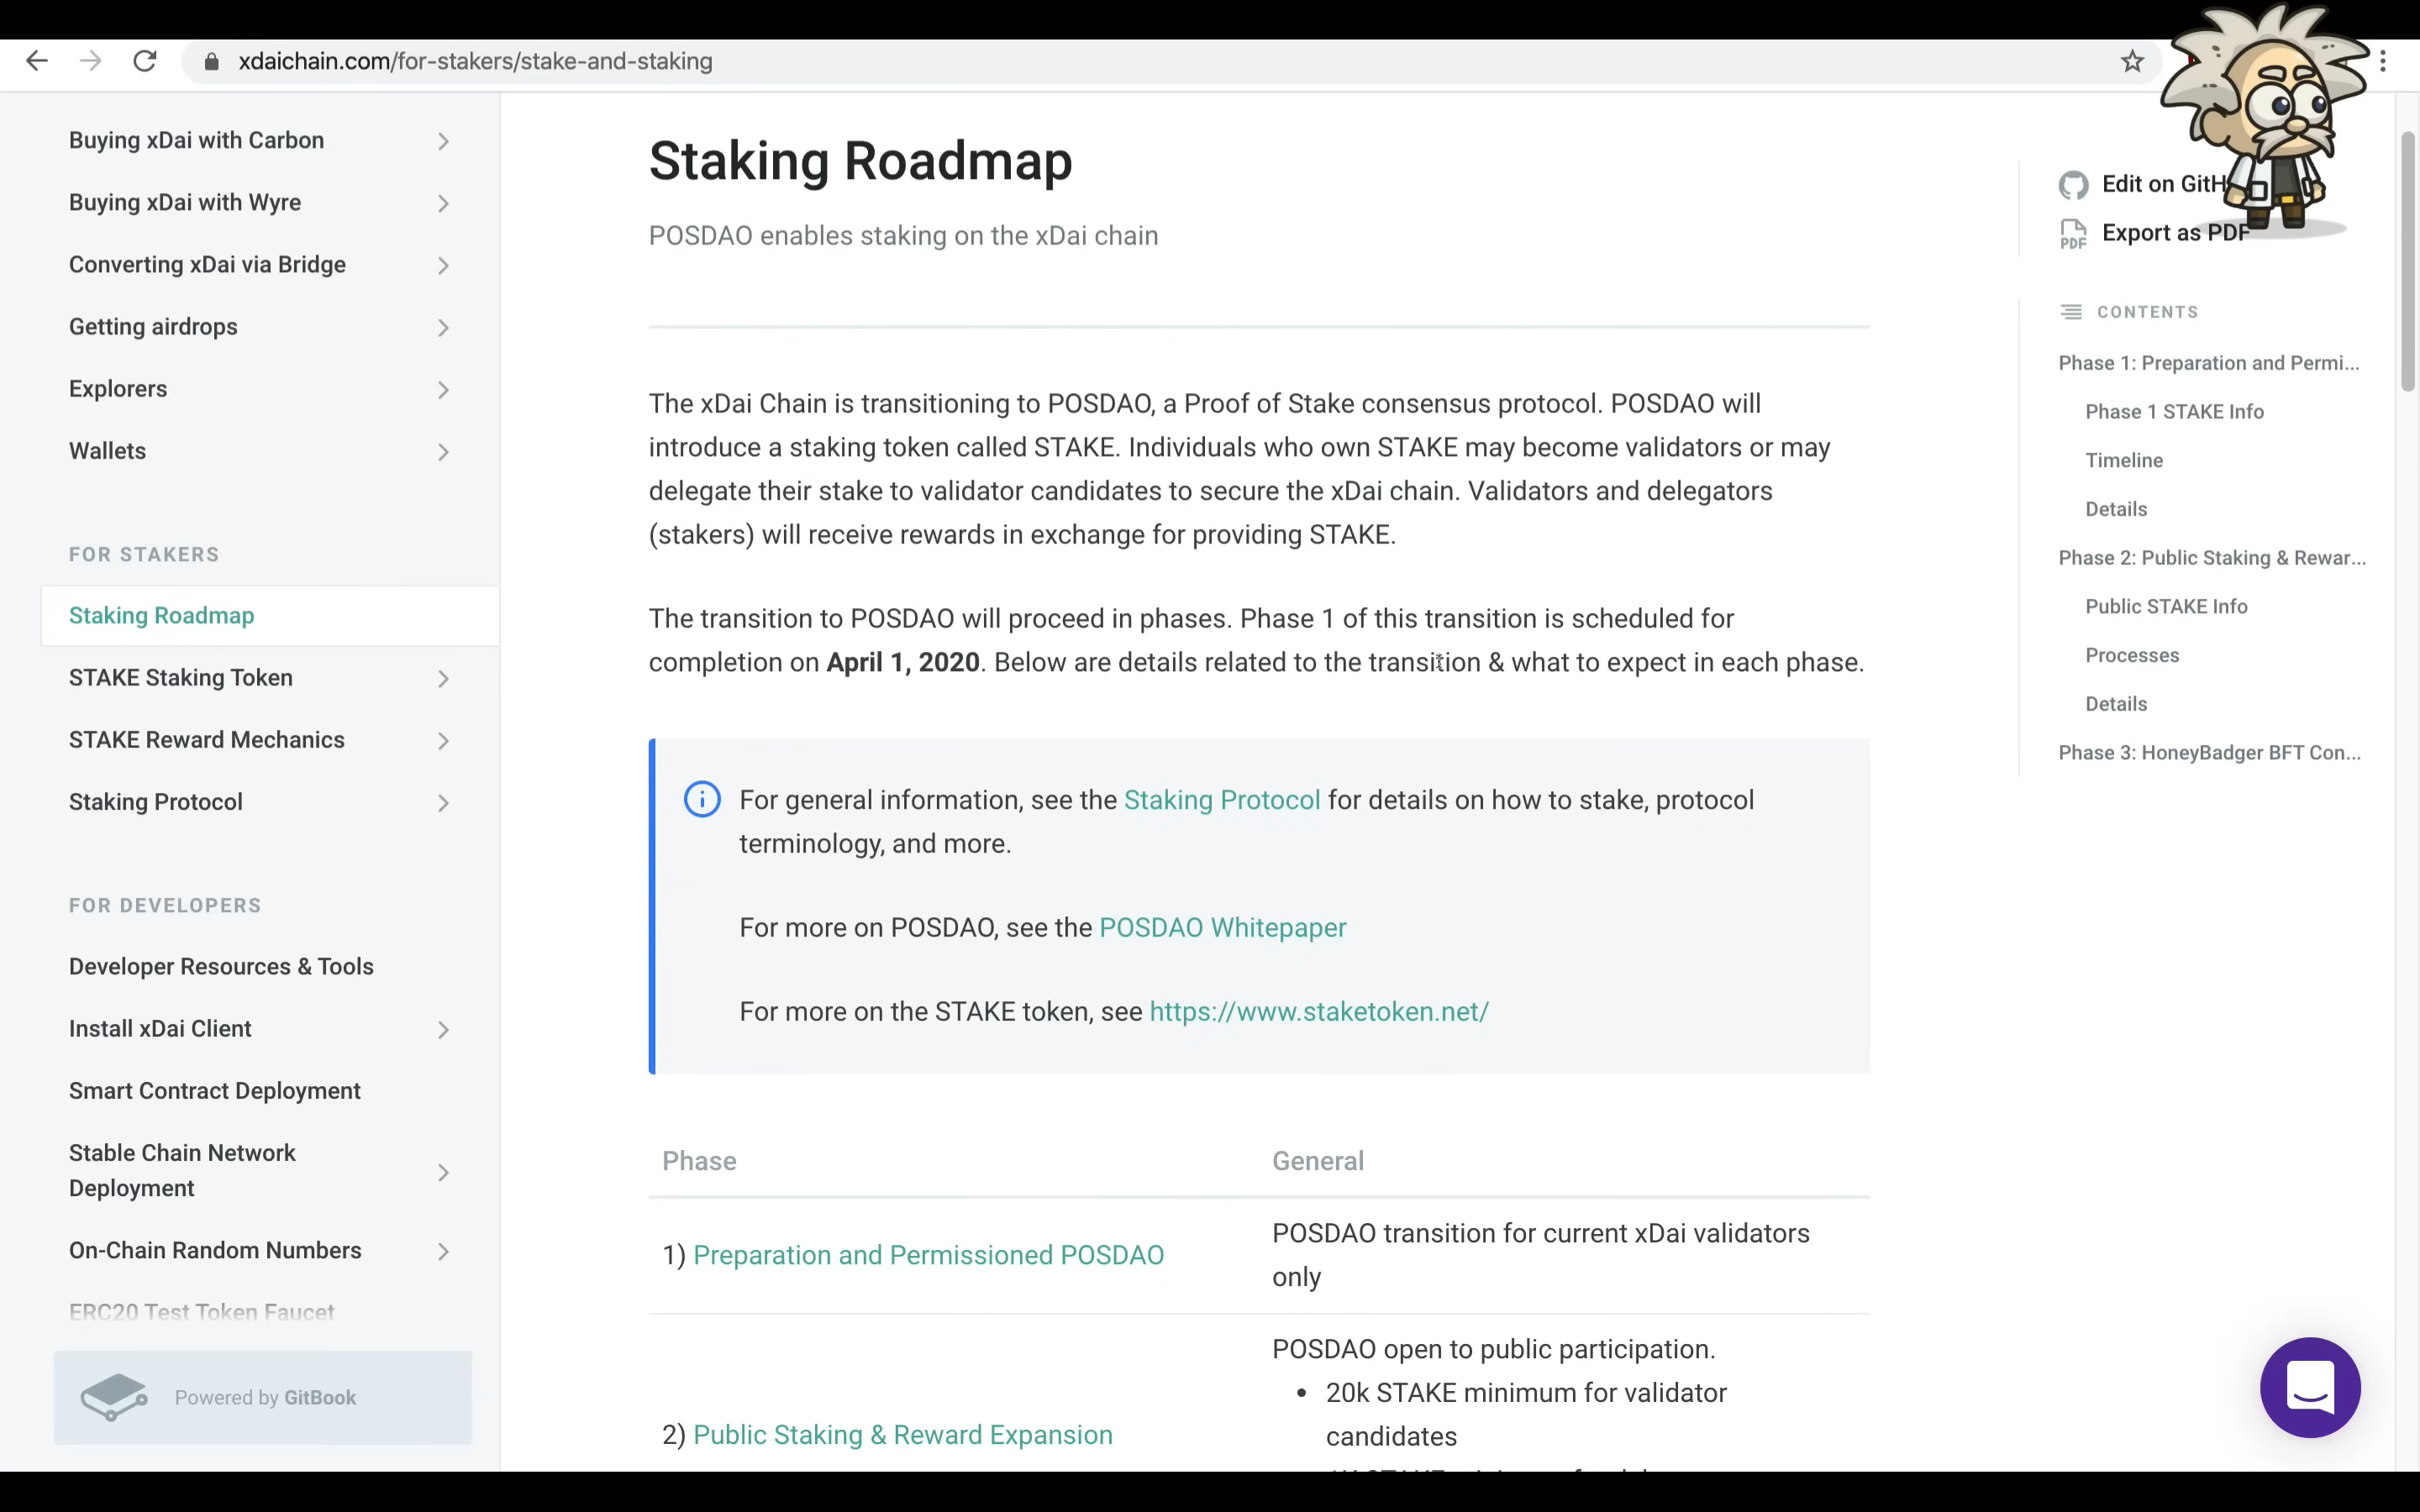 xdaichain.com/for-stakers/stake-and-staking
Buying xDai with Carbon
Buying xDai with Wyre
Converting xDai via Bridge
Getting airdrops
Explorers
Wallets
FOR STAKERS
Staking Roadmap
STAKE Staking Token
STAKE Reward Mechanics
Staking Protocol
FOR DEVELOPERS
Developer Resources & Tools
Install xDai Client
Smart Contract Deployment
Stable Chain Network
Deployment
On-Chain Random Numbers
ERC20 Test Token Faucet
Powered by GitBook
Staking Roadmap
POSDAO enables staking on the xDai chain
The xDai Chain is transitioning to POSDAO, a Proof of Stake consensus protocol. POSDAO will
introduce a staking token called STAKE. Individuals who own STAKE may become validators or may
delegate their stake to validator candidates to secure the xDai chain. Validators and delegators
(stakers) will receive rewards in exchange for providing STAKE.
The transition to POSDAO will proceed in phases. Phase 1 of this transition is scheduled for
completion on April 1, 2020. Below are details related to the transition & what to expect in each phase.
For general information, see the Staking Protocol for details on how to stake, protocol
terminology, and more.
For more on POSDAO, see the POSDAO Whitepaper
For more on the STAKE token, see https://www.staketoken.net/
Phase General
1) Preparation and Permissioned POSDAO
POSDAO transition for current xDai validators
only
2) Public Staking & Reward Expansion
POSDAO open to public participation.
• 20k STAKE minimum for validator
candidates
Edit on GitH
PDF
Export as PDF
CONTENTS
Phase 1: Preparation and Permi...
Phase 1 STAKE Info
Timeline
Details
Phase 2: Public Staking & Rewar...
Public STAKE Info
Processes
Details
Phase 3: HoneyBadger BFT Con...